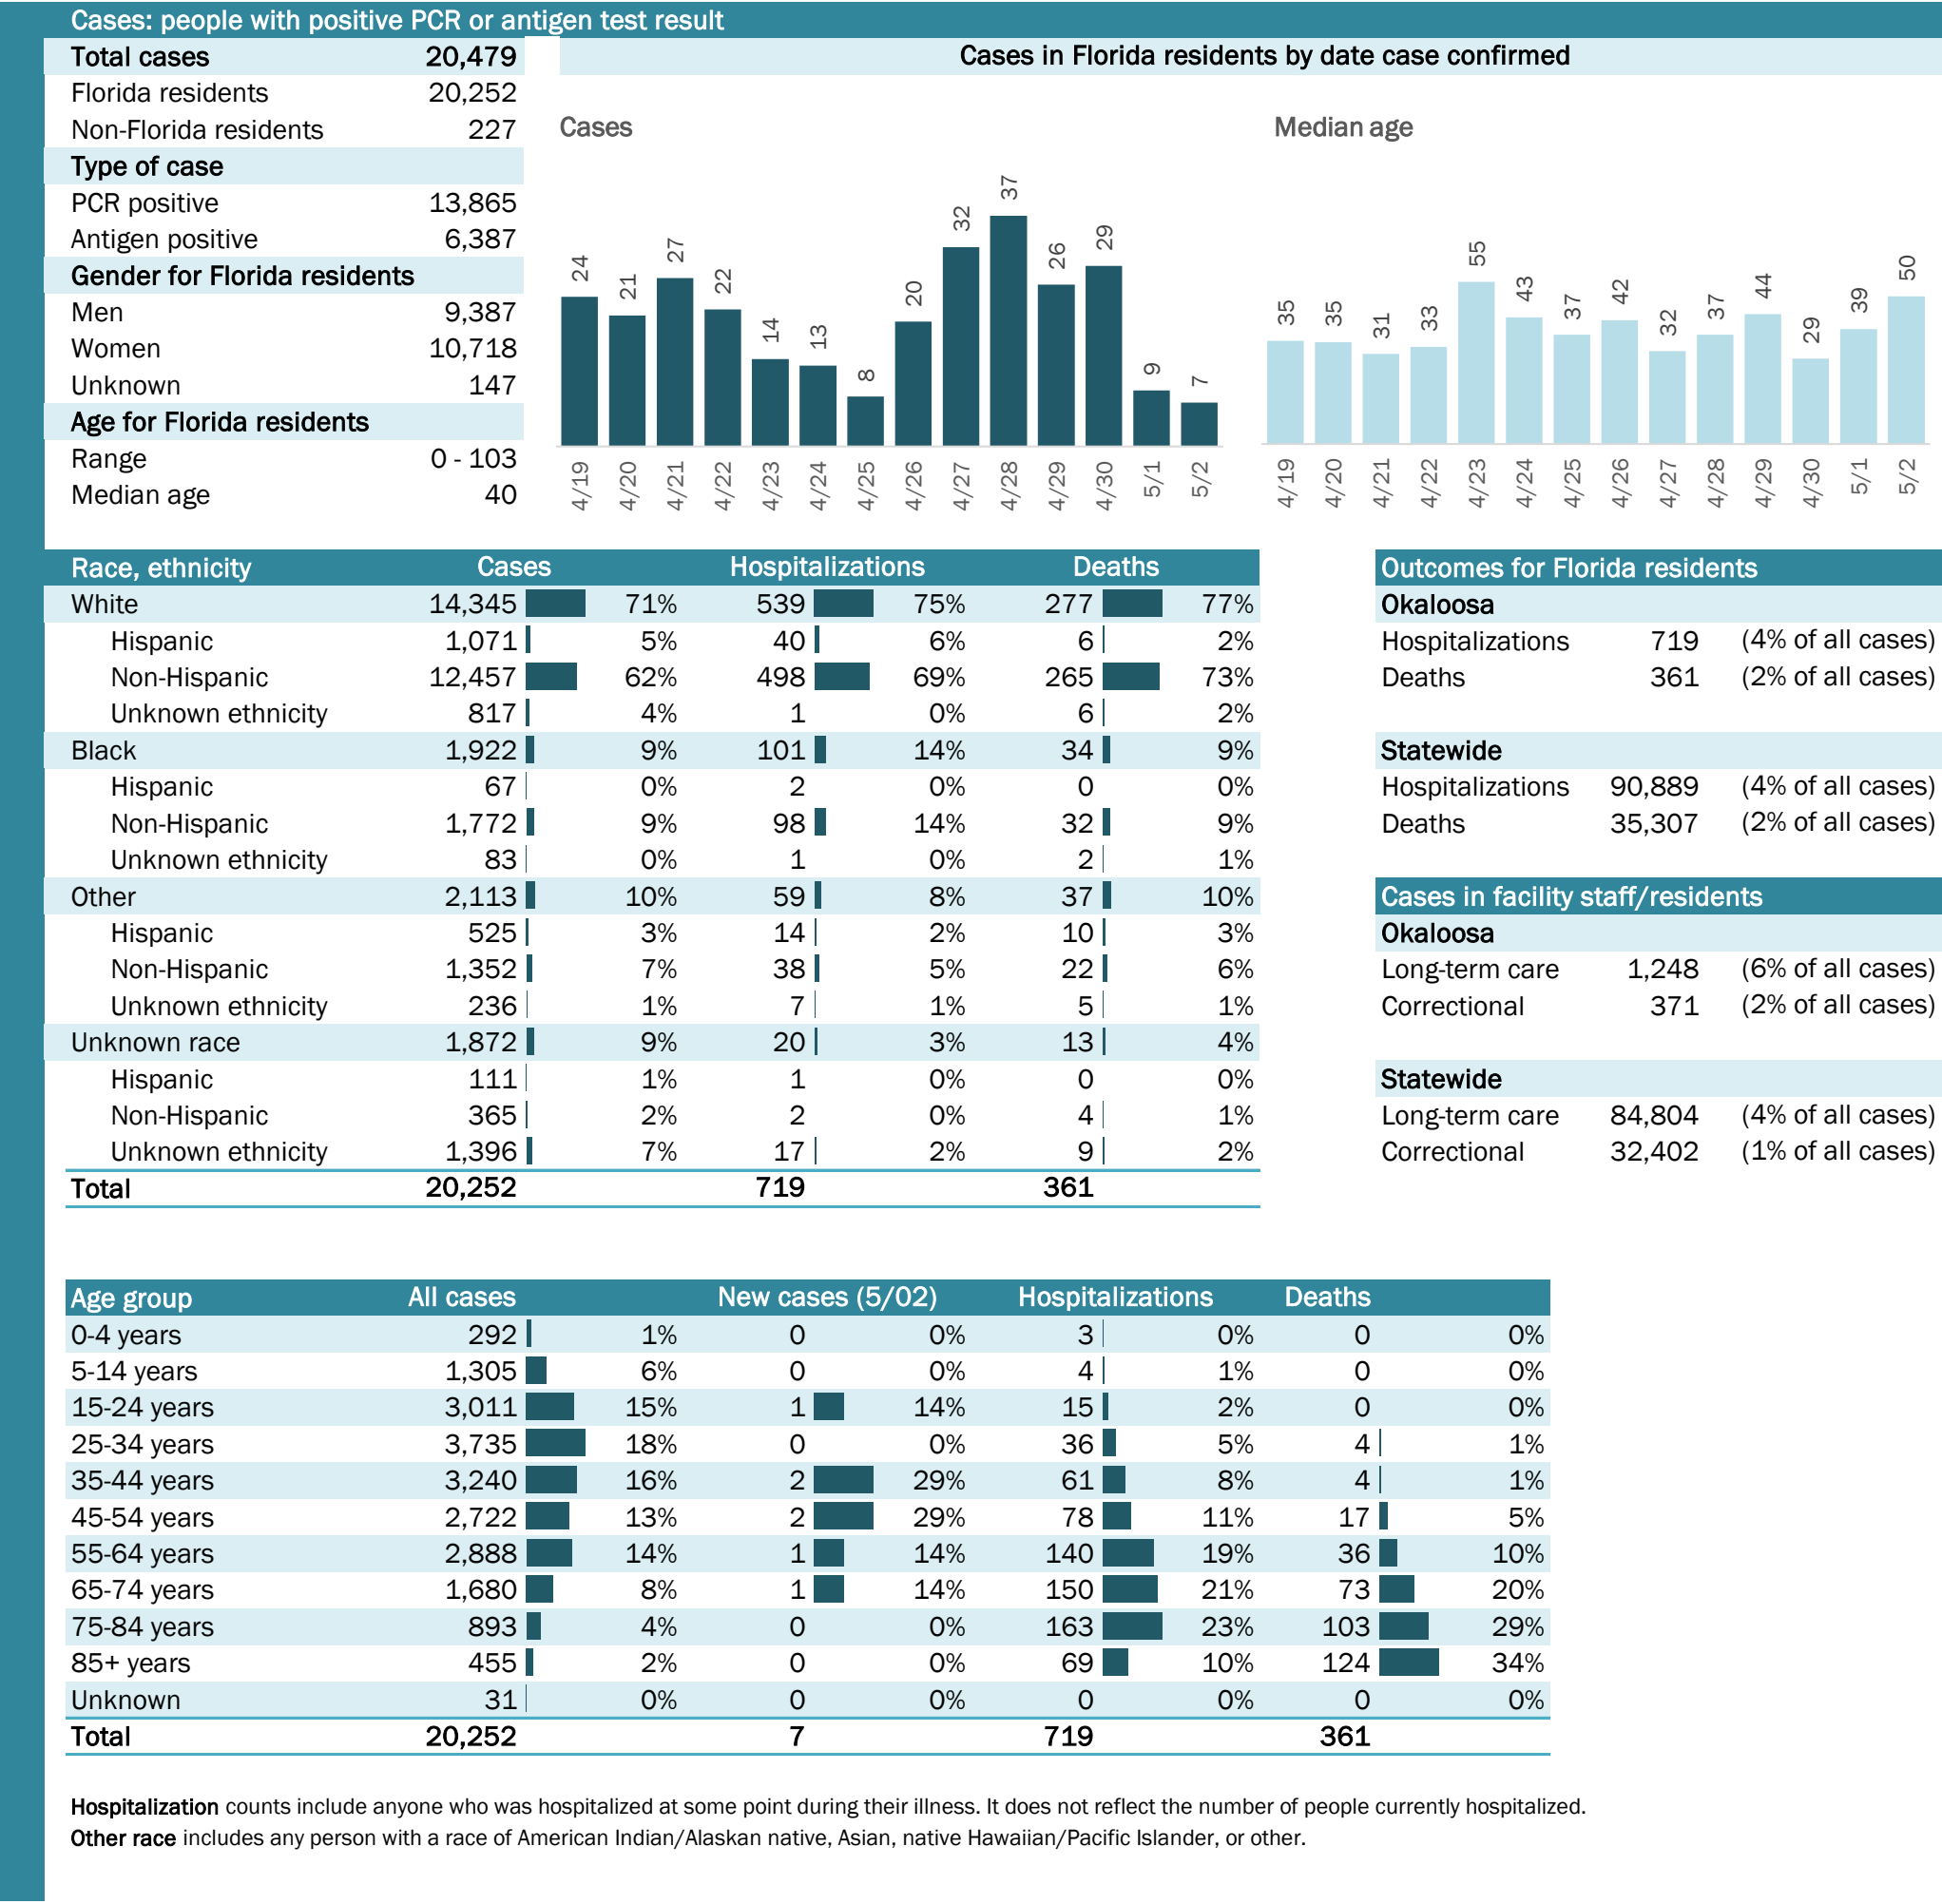 Cases: people with positive PCR or antigen test result
Total cases 20,479
Florida residents 20,252
Non-Florida residents 227
Type of case
PCR positive 13,865
Antigen positive 6,387
Gender for Florida residents
Men 9,387
Women 10,718
Unknown 147
Age for Florida residents
Range 0 - 103
Median age 40
Cases in Florida residents by date case confirmed
Cases
24 21 27 22 14 13 8 20 32 37 26 29 9 7
4/19 4/20 4/21 4/22 4/23 4/24 4/25 4/26 4/27 4/28 4/29 4/30 5/1 5/2
Median age
35 35 31 33 55 43 37 42 32 37 44 29 39 50
4/19 4/20 4/21 4/22 4/23 4/24 4/25 4/26 4/27 4/28 4/29 4/30 5/1 5/2
Race, ethnicity Cases Hospitalizations Deaths
White 14,345 71% 539 75% 277 77%
Hispanic 1,071 5% 40 6% 6 2%
Non-Hispanic 12,457 62% 498 69% 265 73%
Unknown ethnicity 817 4% 1 0% 6 2%
Black 1,922 9% 101 14% 34 9%
Hispanic 67 0% 2 0% 0 0%
Non-Hispanic 1,772 9% 98 14% 32 9%
Unknown ethnicity 83 0% 1 0% 2 1%
Other 2,113 10% 59 8% 37 10%
Hispanic 525 3% 14 2% 10 3%
Non-Hispanic 1,352 7% 38 5% 22 6%
Unknown ethnicity 236 1% 7 1% 5 1%
Unknown race 1,872 9% 20 3% 13 4%
Hispanic 111 1% 1 0% 0 0%
Non-Hispanic 365 2% 2 0% 4 1%
Unknown ethnicity 1,396 7% 17 2% 9 2%
Total 20,252 719 361
Outcomes for Florida residents
Okaloosa
Hospitalizations 719 (4% of all cases)
Deaths 361 (2% of all cases)
Statewide
Hospitalizations 90,889 (4% of all cases)
Deaths 35,307 (2% of all cases)
Cases in facility staff/residents
Okaloosa
Long-term care 1,248 (6% of all cases)
Correctional 371 (2% of all cases)
Statewide
Long-term care 84,804 (4% of all cases)
Correctional 32,402 (1% of all cases)
Age group All cases New cases (5/02) Hospitalizations Deaths
0-4 years 292 1% 0 0% 3 0% 0 0%
5-14 years 1,305 6% 0 0% 4 1% 0 0%
15-24 years 3,011 15% 1 14% 15 2% 0 0%
25-34 years 3,735 18% 0 0% 36 5% 4 1%
35-44 years 3,240 16% 2 29% 61 8% 4 1%
45-54 years 2,722 13% 2 29% 78 11% 17 5%
55-64 years 2,888 14% 1 14% 140 19% 36 10%
65-74 years 1,680 8% 1 14% 150 21% 73 20%
75-84 years 893 4% 0 0% 163 23% 103 29%
85+ years 455 2% 0 0% 69 10% 124 34%
Unknown 31 0% 0 0% 0 0% 0 0%
Total 20,252 7 719 361
Hospitalization counts include anyone who was hospitalized at some point during their illness. It does not reflect the number of people currently hospitalized.
Other race includes any person with a race of American Indian/Alaskan native, Asian, native Hawaiian/Pacific Islander, or other.